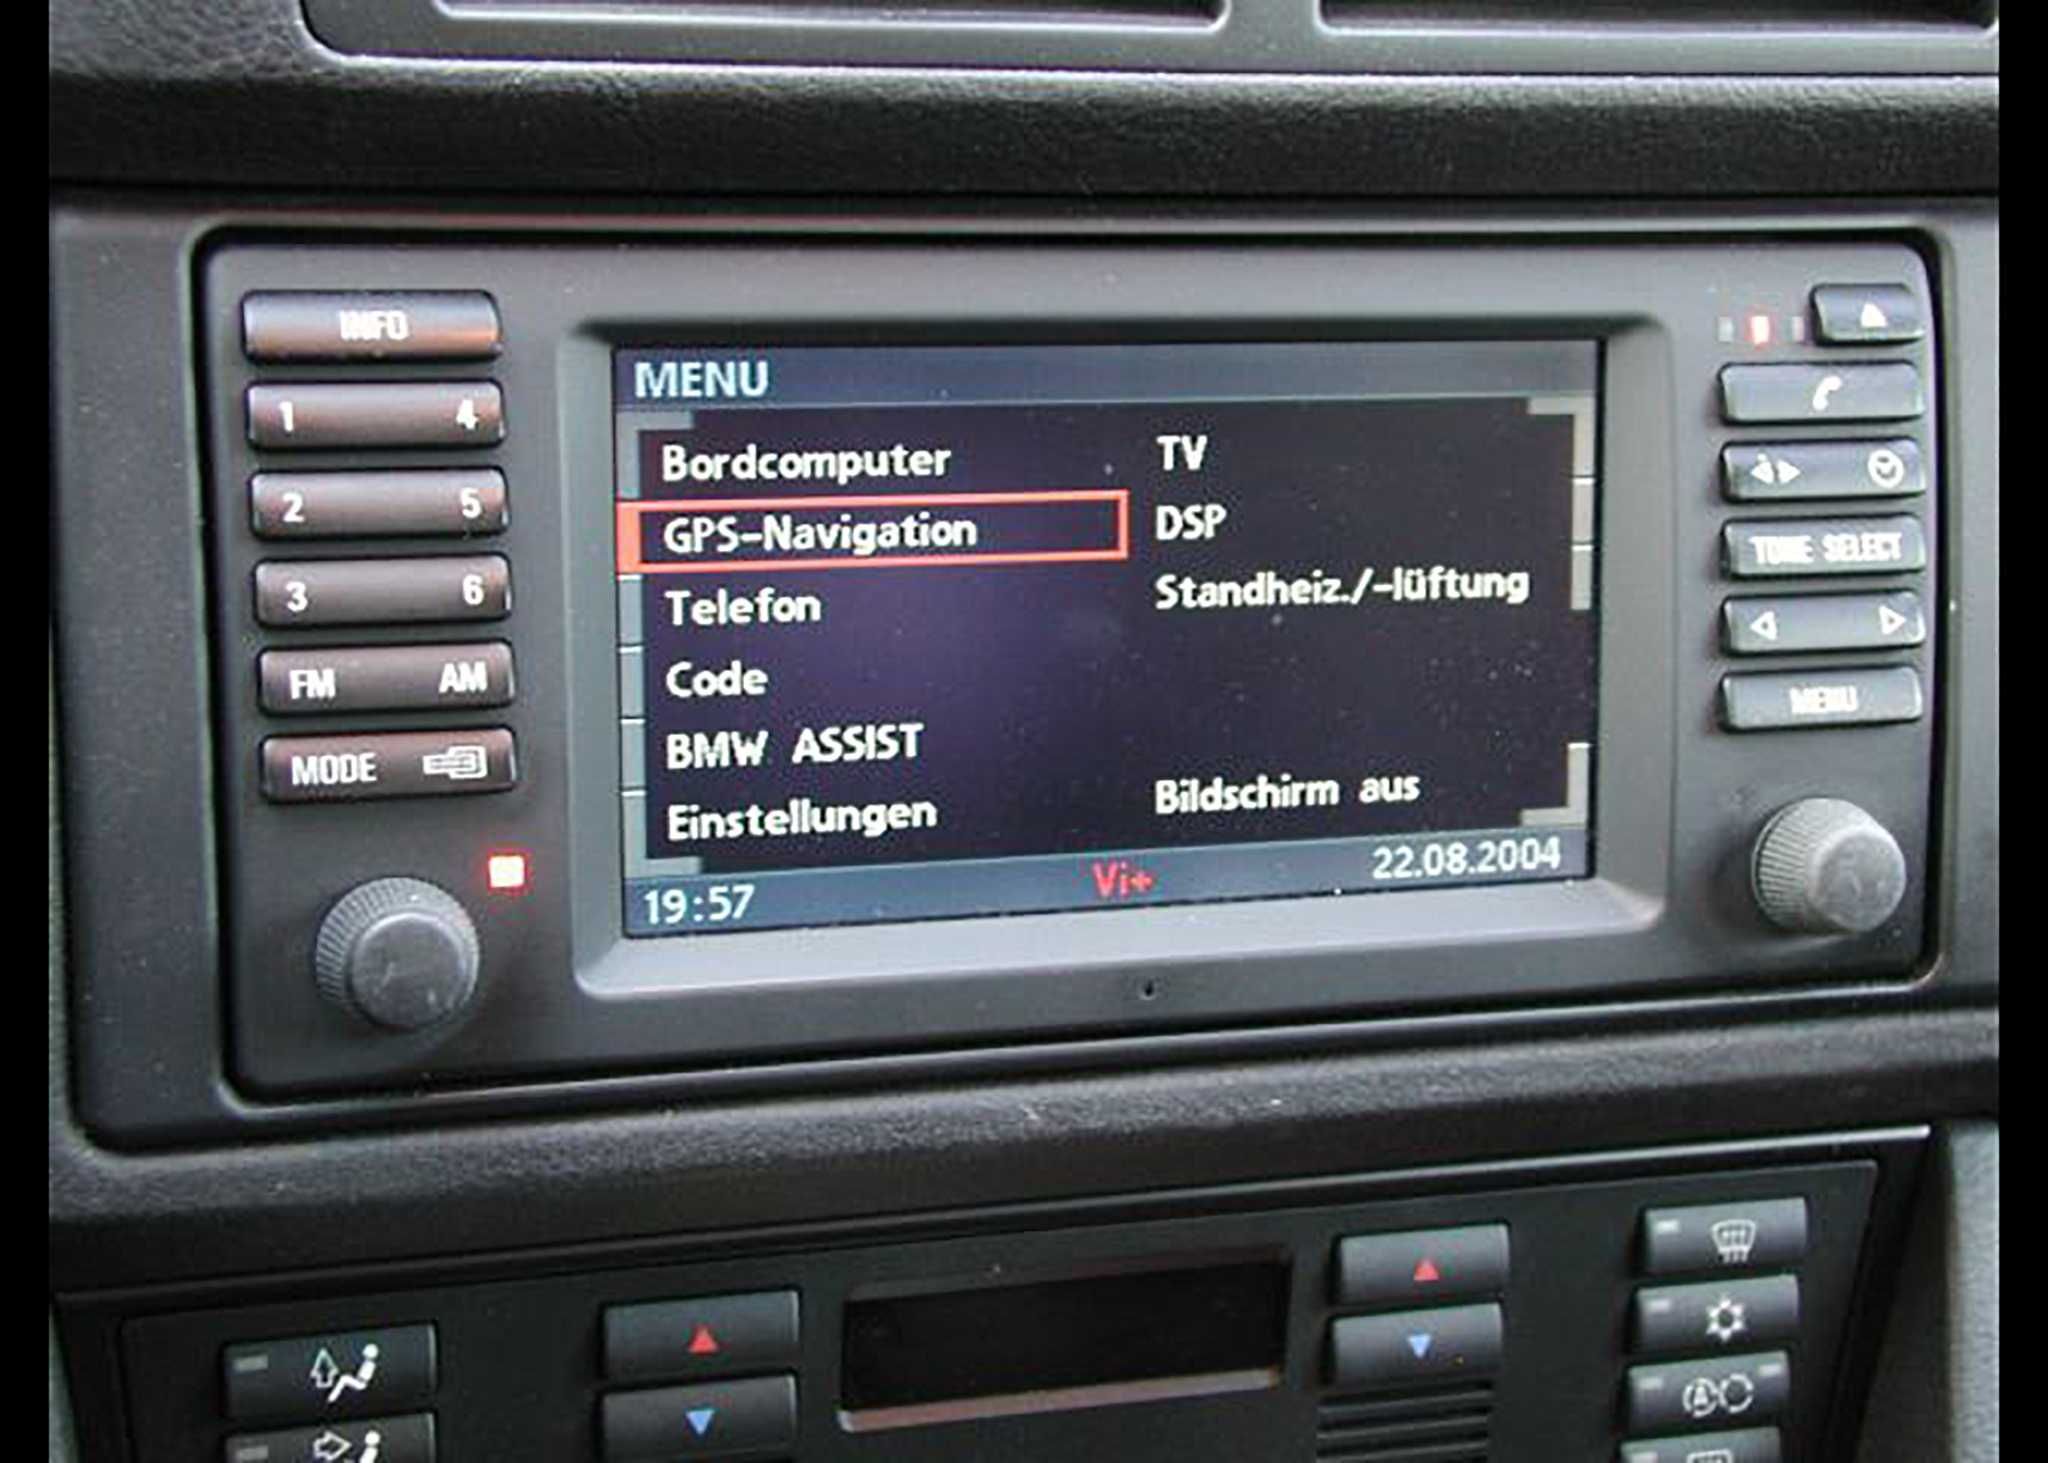 INFO
1 4
2 5
3 6
FM AM
MODE
MENU
Bordcomputer
GPS-Navigation
Telefon
Code
BMW ASSIST
Einstellungen
TV
DSP
Standheiz./-lüftung
Bildschirm aus
19:57
Vi+
22.08.2004
TONE SELECT
MENU
A